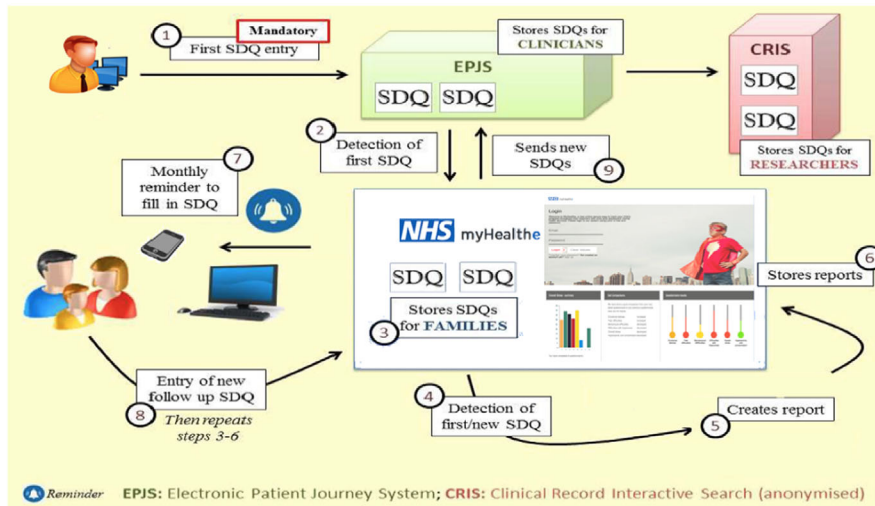 1
Mandatory
First SDQ entry
Stores SDQs for
CLINICIANS
EPJS
SDQ SDQ
CRIS
SDQ
SDQ
Stores SDQs for
RESEARCHERS
2
Detection of
first SDQ
Sends new
SDQs
9
7
Monthly
reminder to
fill in SDQ
NHS myHealthe
Login
SDQ SDQ
3
Stores SDQs
for FAMILIES
6
Stores reports
8
Entry of new
follow up SDQ
Then repeats
steps 3-6
4
Detection of
first/new SDQ
5
Creates report
Reminder EPJS: Electronic Patient Journey System; CRIS: Clinical Record Interactive Search (anonymised)